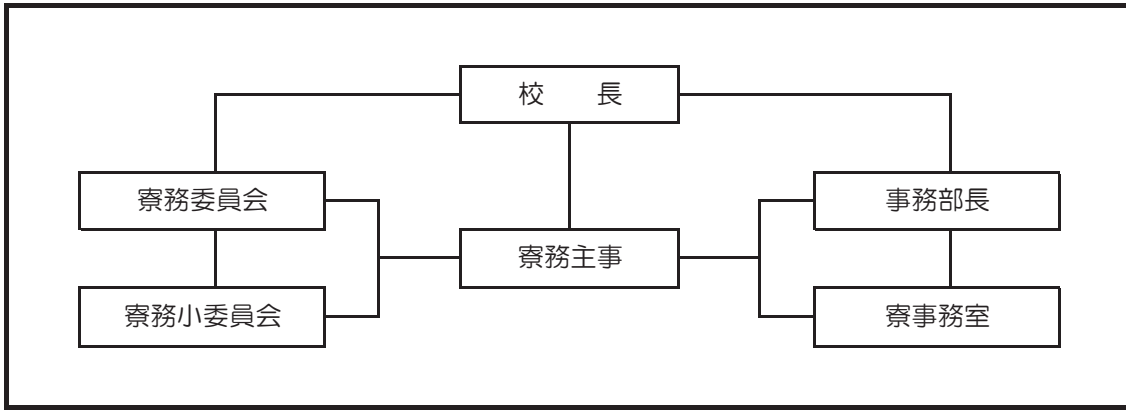 校　　長
寮務委員会
事務部長
寮務主事
寮務小委員会
寮事務室